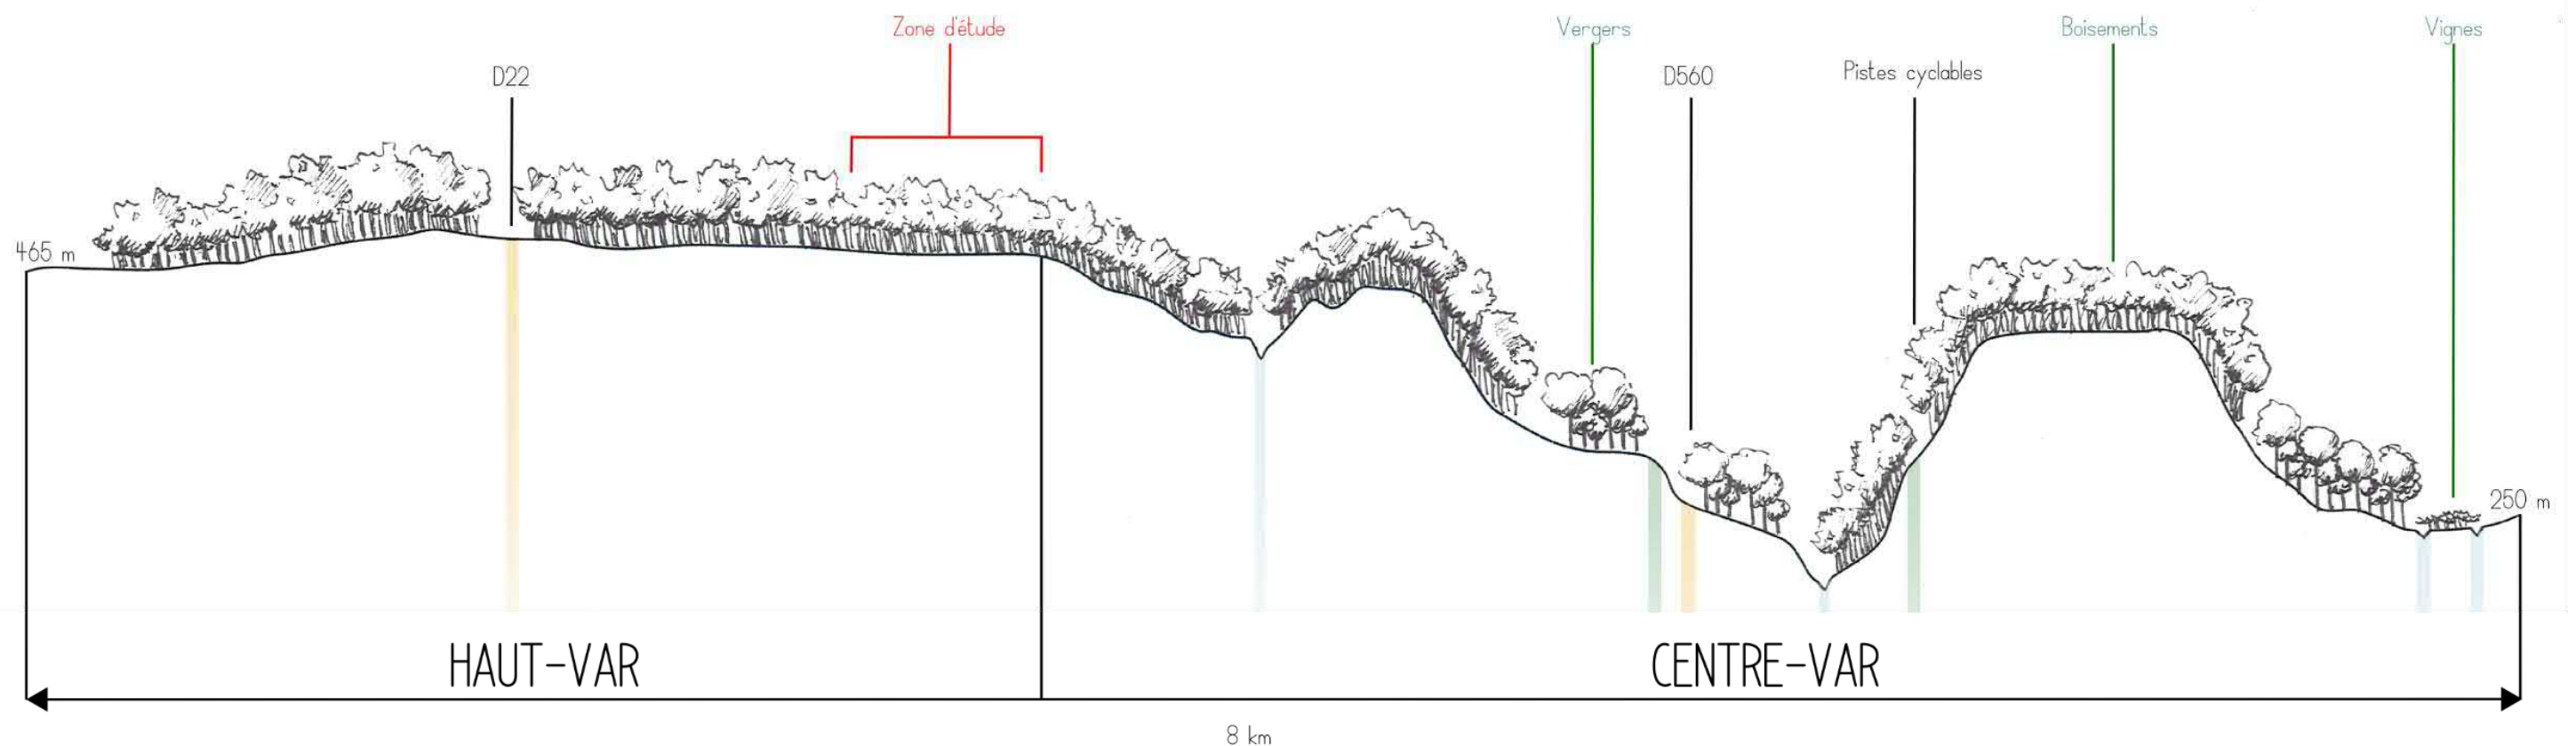 Zone d'étude
Vergers
Boisements
Vignes
D22
D560
Pistes cyclables
465 m
250 m
HAUT-VAR
CENTRE-VAR
8 km